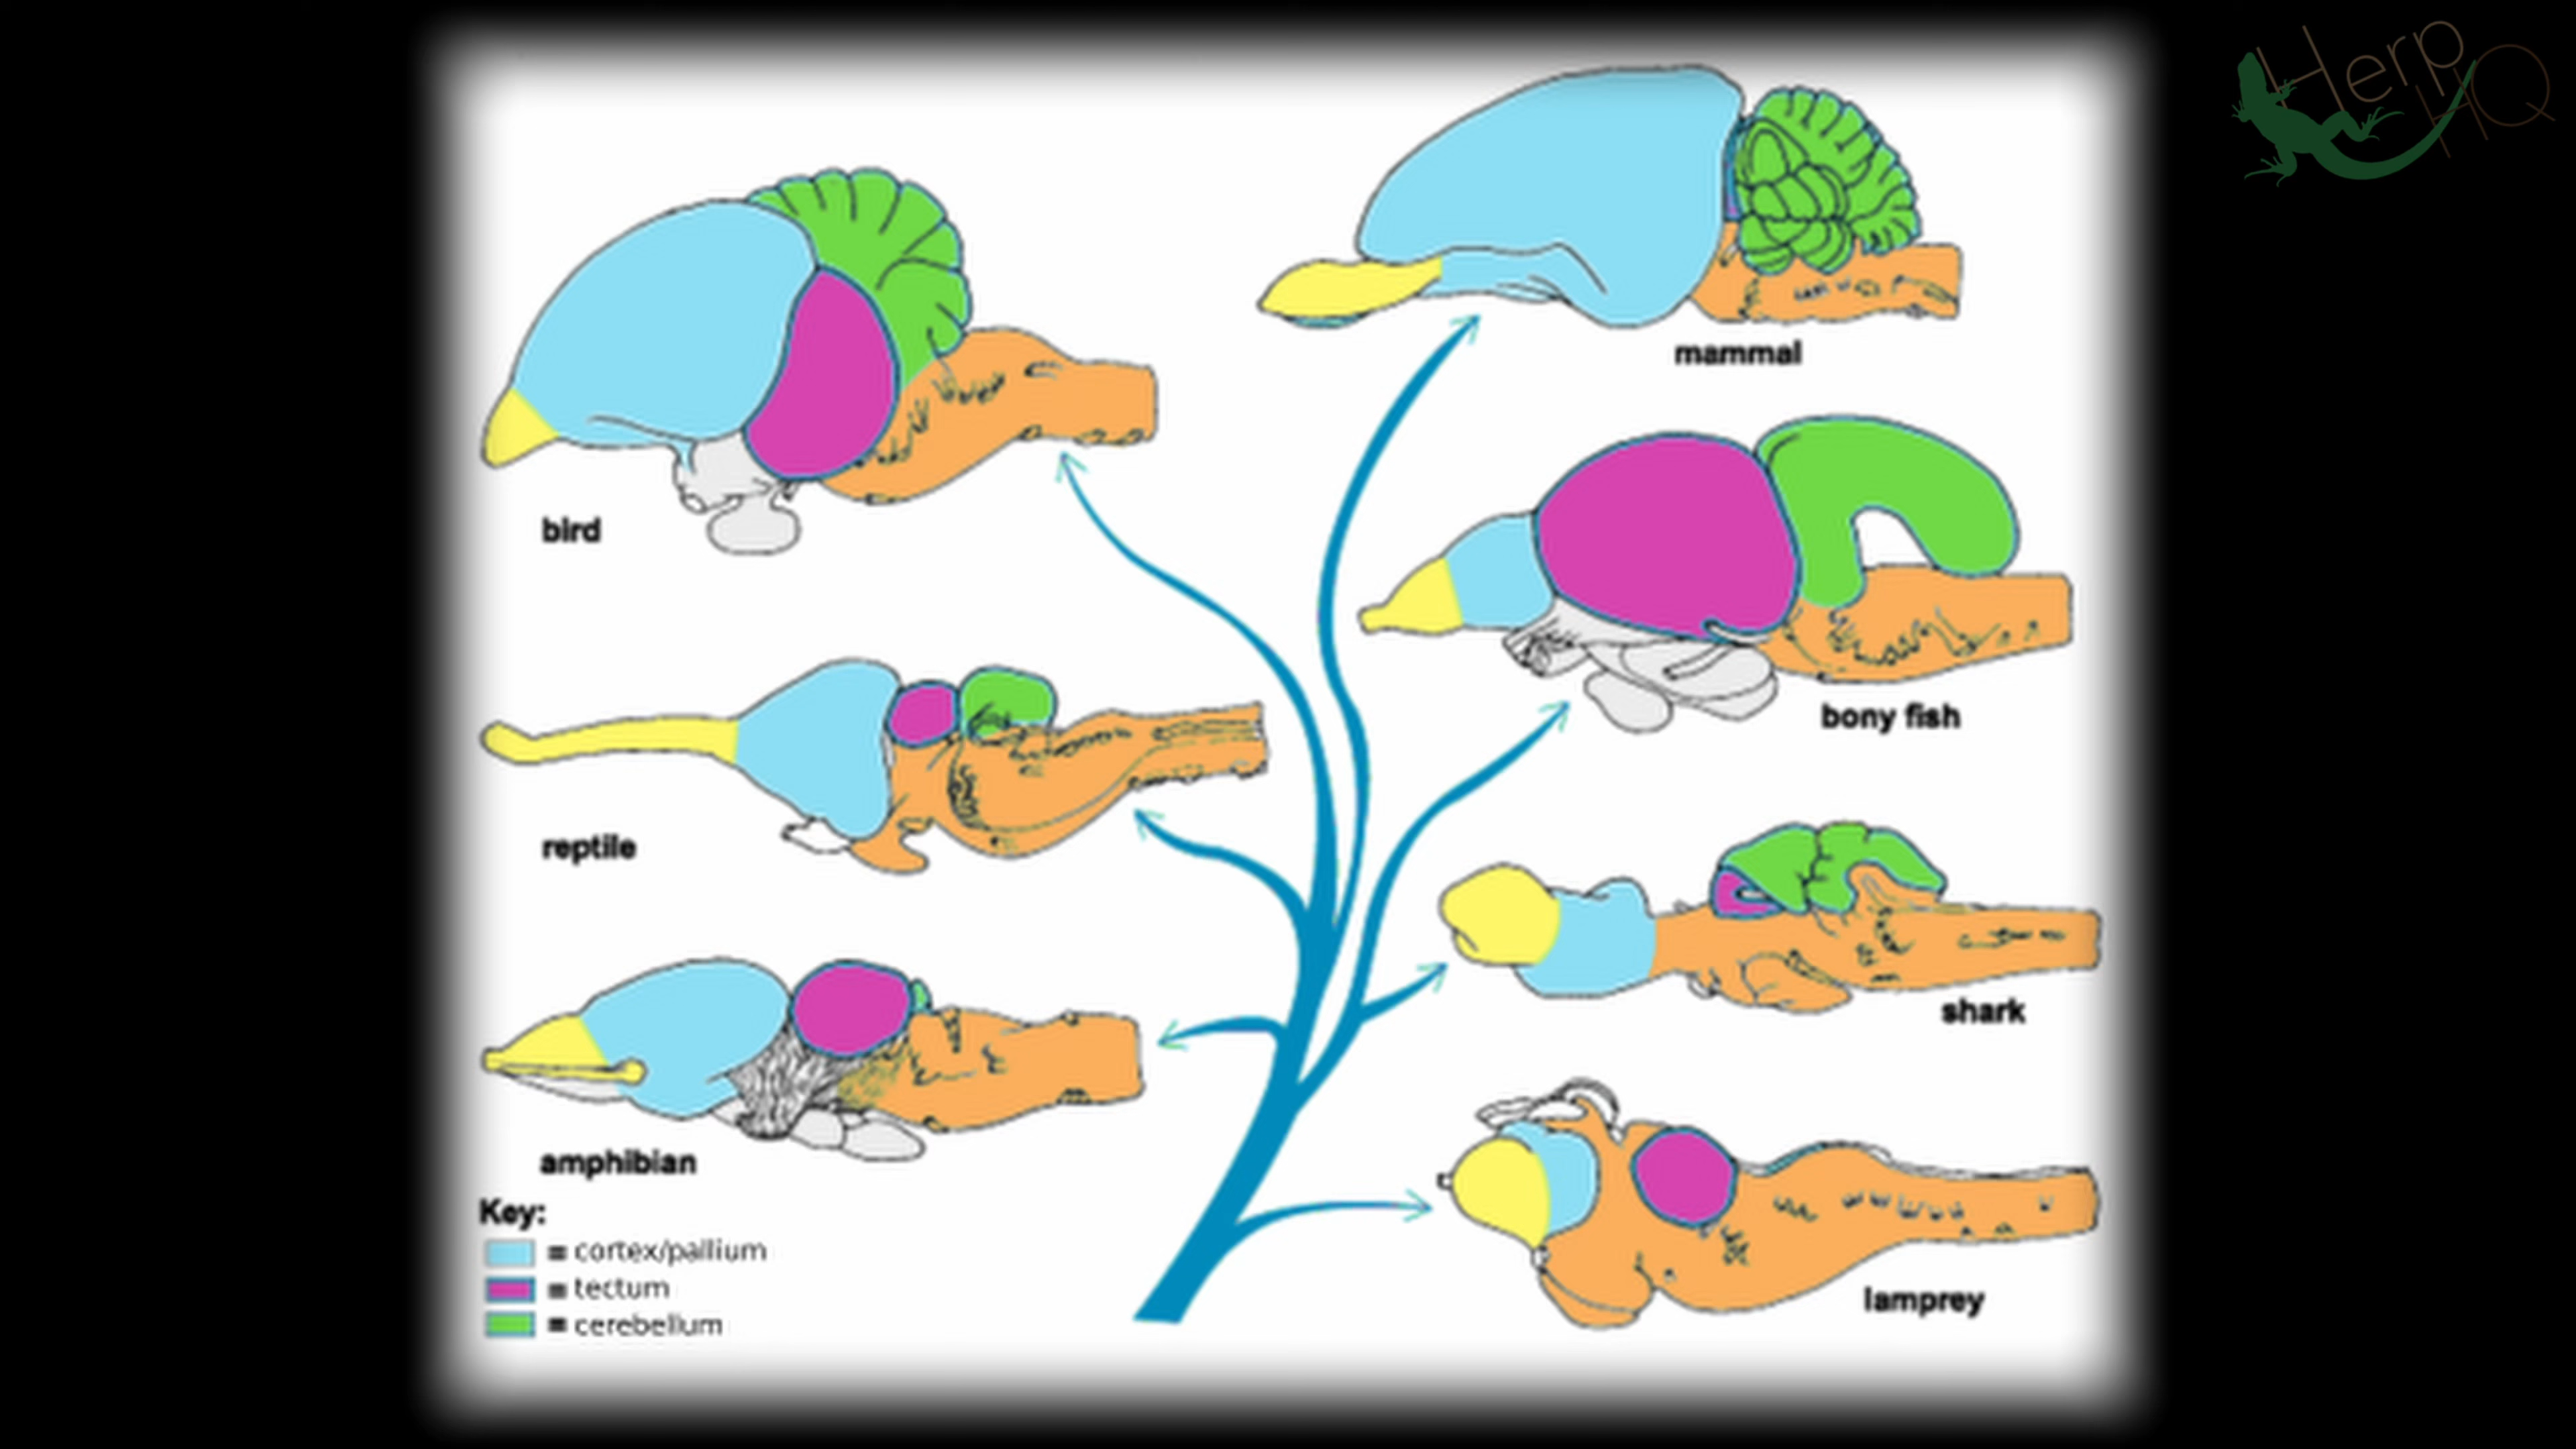 Herp
HQ
mammal
bird
bony fish
reptile
shark
amphibian
lamprey
Key:
= cortex/pallium
= tectum
= cerebellum